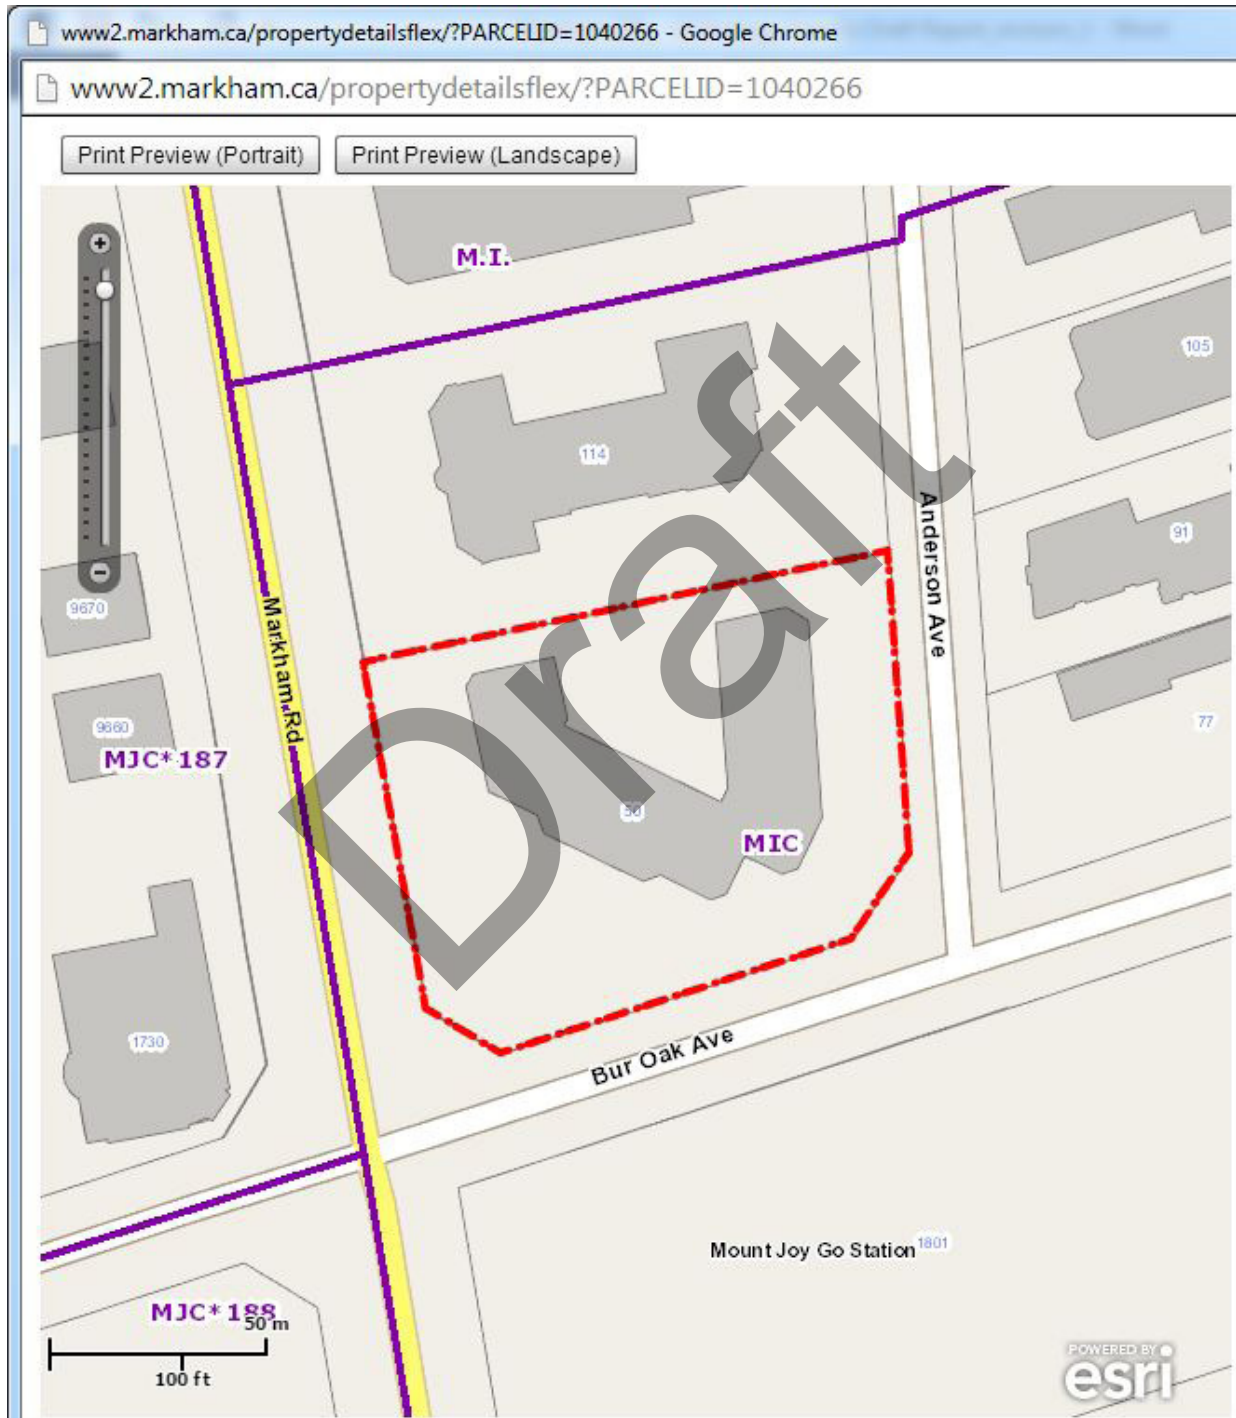 www2.markham.ca/propertydetailsflex/?PARCELID=1040266 - Google Chrome
www2.markham.ca/propertydetailsflex/?PARCELID=1040266
Print Preview (Portrait) Print Preview (Landscape)
M.I.
105
114
Anderson Ave
91
9670
Markham Rd
77
9660
MJC*187
50
MIC
Draft
1730
Bur Oak Ave
Mount Joy Go Station 1801
MJC*188
50 m
100 ft
POWERED BY
esri